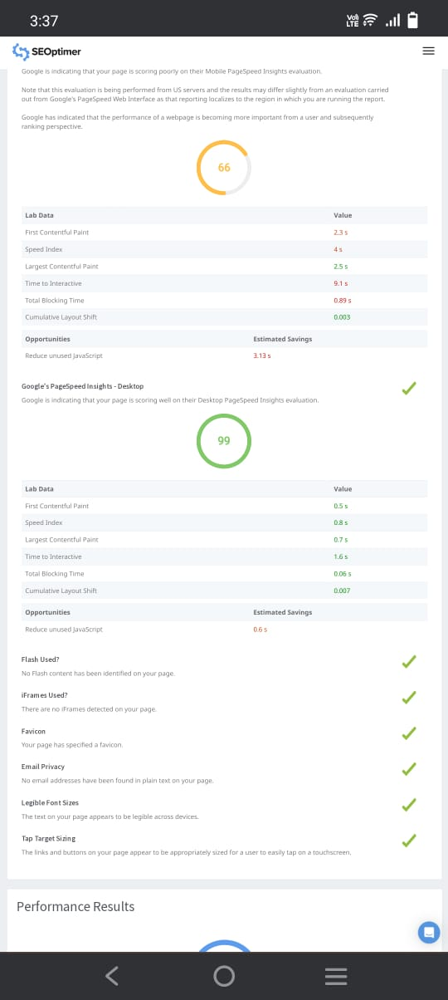 3:37
Vo))
LTE
SEOptimer
Google is indicating that your page is scoring poorly on their Mobile PageSpeed Insights evaluation.
Note that this evaluation is being performed from US servers and the results may differ slightly from an evaluation carried
out from Google's PageSpeed Web Interface as that reporting localizes to the region in which you are running the report.
Google has indicated that the performance of a webpage is becoming more important from a user and subsequently
ranking perspective.
66
Lab Data Value
First Contentful Paint 2.3 s
Speed Index 4 s
Largest Contentful Paint 2.5 s
Time to Interactive 9.1 s
Total Blocking Time 0.89 s
Cumulative Layout Shift 0.003
Opportunities Estimated Savings
Reduce unused JavaScript 3.13 s
Google's PageSpeed Insights - Desktop
Google is indicating that your page is scoring well on their Desktop PageSpeed Insights evaluation.
99
Lab Data Value
First Contentful Paint 0.5 s
Speed Index 0.8 s
Largest Contentful Paint 0.7 s
Time to Interactive 1.6 s
Total Blocking Time 0.06 s
Cumulative Layout Shift 0.007
Opportunities Estimated Savings
Reduce unused JavaScript 0.6 s
Flash Used?
No Flash content has been identified on your page.
iFrames Used?
There are no iFrames detected on your page.
Favicon
Your page has specified a favicon.
Email Privacy
No email addresses have been found in plain text on your page.
Legible Font Sizes
The text on your page appears to be legible across devices.
Tap Target Sizing
The links and buttons on your page appear to be appropriately sized for a user to easily tap on a touchscreen.
Performance Results